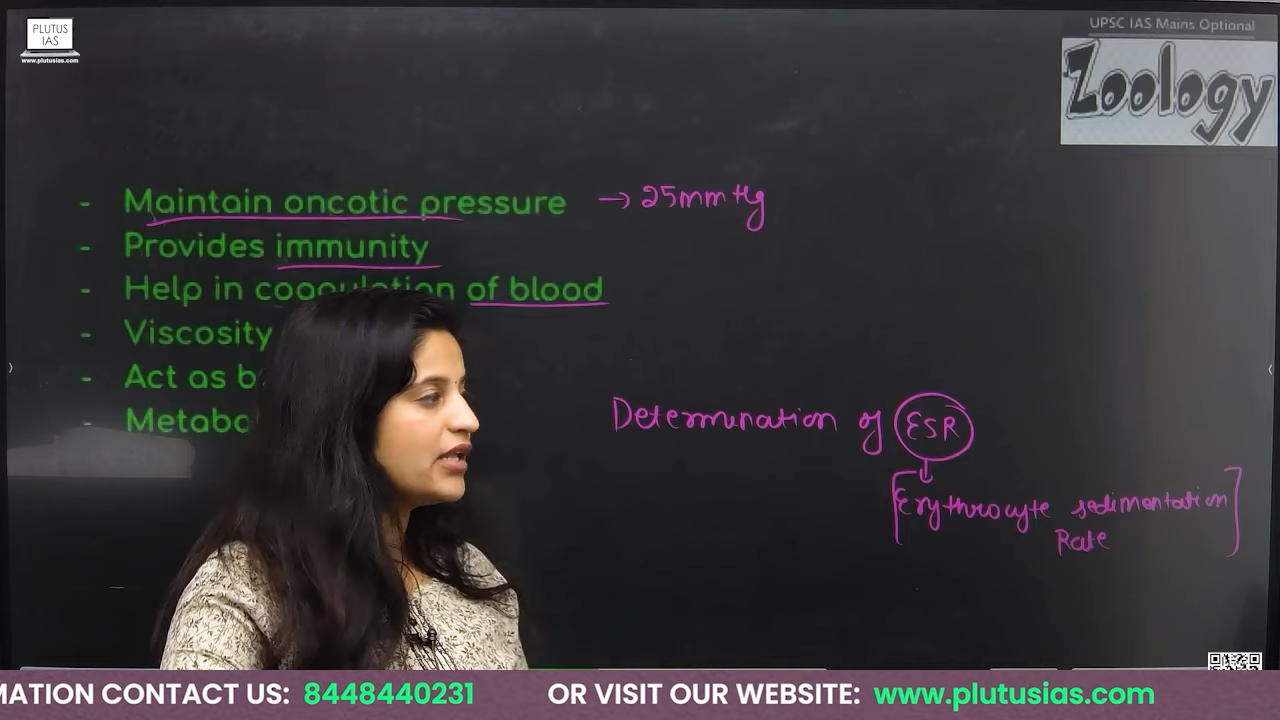 PLUTUS
IAS
www.plutusias.com
UPSC IAS Mains Optional
Zoology
- Maintain oncotic pressure → 25mmHg
- Provides immunity
- Help in coagulation of blood
- Viscosity
- Act as
-
Determination of ESR
[Erythrocyte sedimentation
Rate]
MATION CONTACT US: 8448440231 OR VISIT OUR WEBSITE: www.plutusias.com